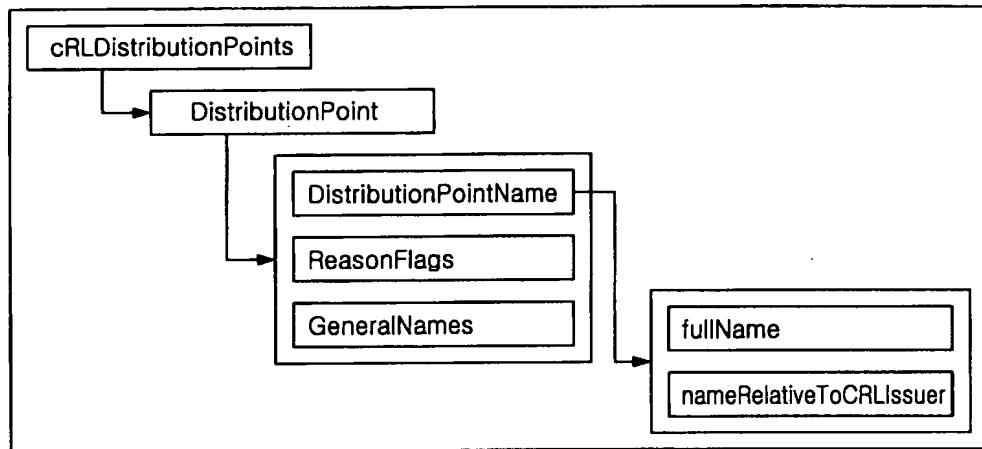 cRLDistributionPoints
DistributionPoint
DistributionPointName
ReasonFlags
GeneralNames
fullName
nameRelativeToCRLIssuer